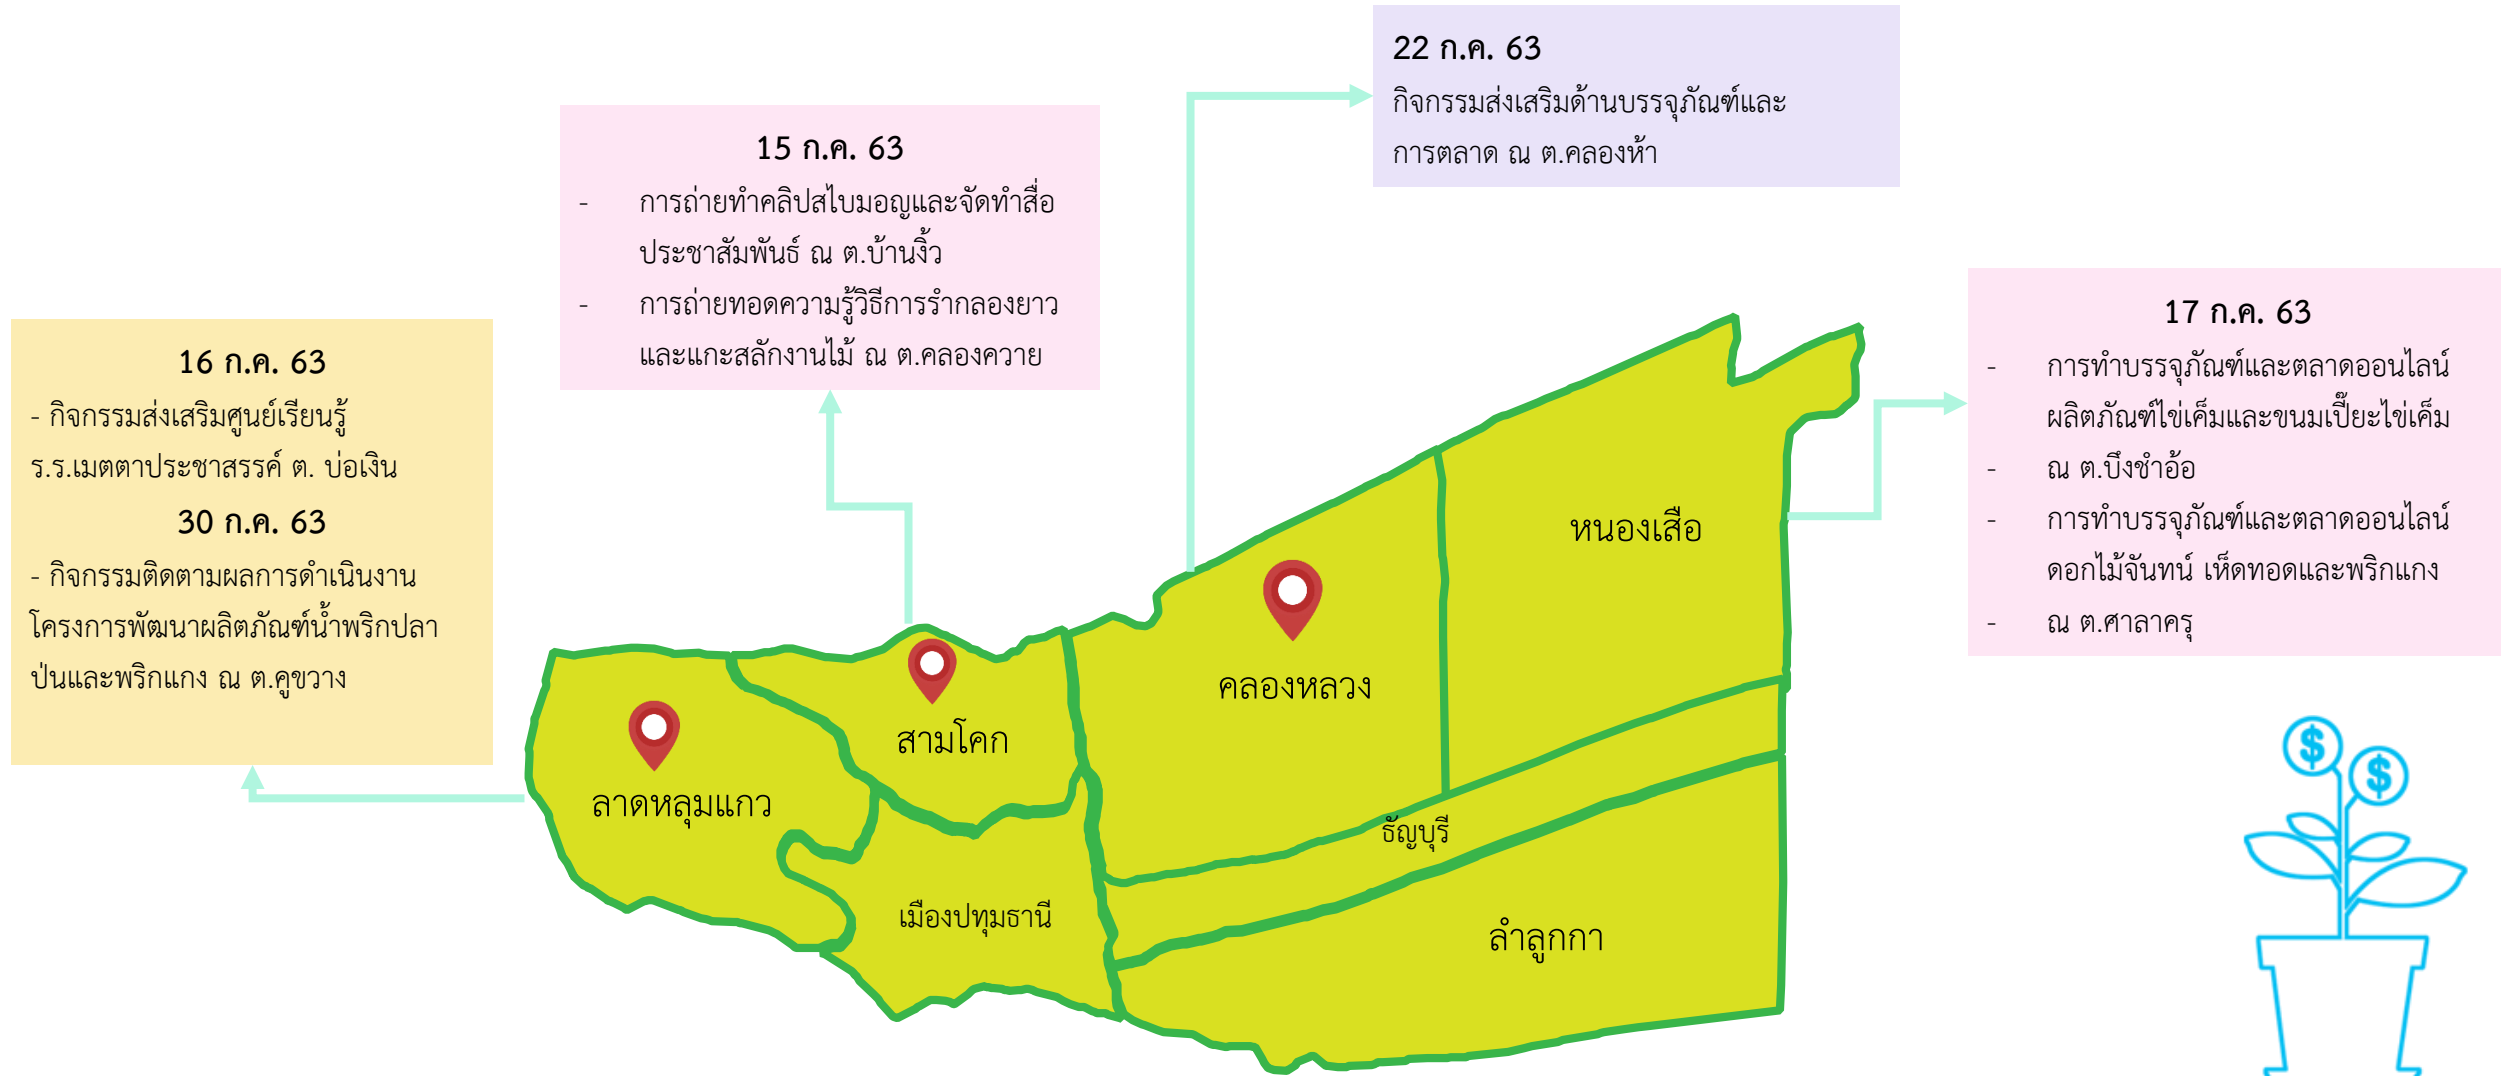 22 ก.ค. 63
กิจกรรมส่งเสริมด้านบรรจุภัณฑ์และ
การตลาด ณ ต.คลองห้า
15 ก.ค. 63
- การถ่ายทำคลิปสไบมอญและจัดทำสื่อ
ประชาสัมพันธ์ ณ ต.บ้านงิ้ว
- การถ่ายทอดความรู้วิธีการรำกลองยาว
และแกะสลักงานไม้ ณ ต.คลองควาย
17 ก.ค. 63
- การทำบรรจุภัณฑ์และตลาดออนไลน์
ผลิตภัณฑ์ไข่เค็มและขนมเปี๊ยะไข่เค็ม
- ณ ต.บึงชำอ้อ
- การทำบรรจุภัณฑ์และตลาดออนไลน์
ดอกไม้จันทน์ เห็ดทอดและพริกแกง
- ณ ต.ศาลาครุ
16 ก.ค. 63
- กิจกรรมส่งเสริมศูนย์เรียนรู้
ร.ร.เมตตาประชาสรรค์ ต. บ่อเงิน
30 ก.ค. 63
- กิจกรรมติดตามผลการดำเนินงาน
โครงการพัฒนาผลิตภัณฑ์น้ำพริกปลา
ป่นและพริกแกง ณ ต.คูขวาง
หนองเสือ
คลองหลวง
สามโคก
ลาดหลุมแกว
ธัญบุรี
เมืองปทุมธานี
ลำลูกกา
$
$